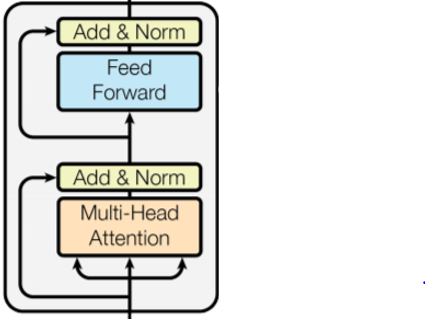 Add & Norm
Feed
Forward
Add & Norm
Multi-Head
Attention